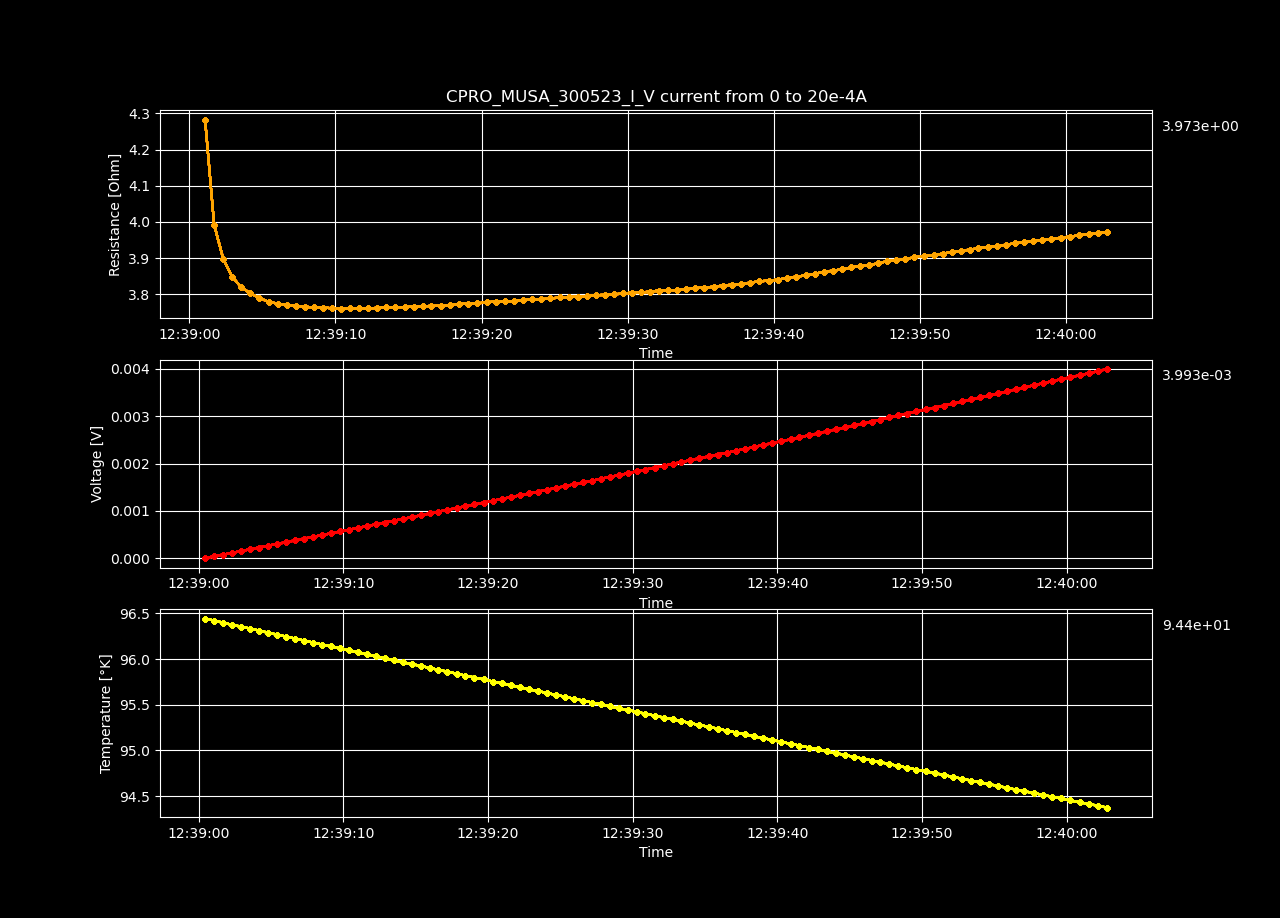 CPRO_MUSA_300523_I_V current from 0 to 20e-4A
4.3
4.2
4.1
4.0
3.9
3.8
Resistance [Ohm]
3.973e+00
12:39:00 12:39:10 12:39:20 12:39:30 12:39:40 12:39:50 12:40:00
Time
0.004
0.003
0.002
0.001
0.000
Voltage [V]
3.993e-03
12:39:00 12:39:10 12:39:20 12:39:30 12:39:40 12:39:50 12:40:00
Time
96.5
96.0
95.5
95.0
94.5
Temperature [°K]
9.44e+01
12:39:00 12:39:10 12:39:20 12:39:30 12:39:40 12:39:50 12:40:00
Time